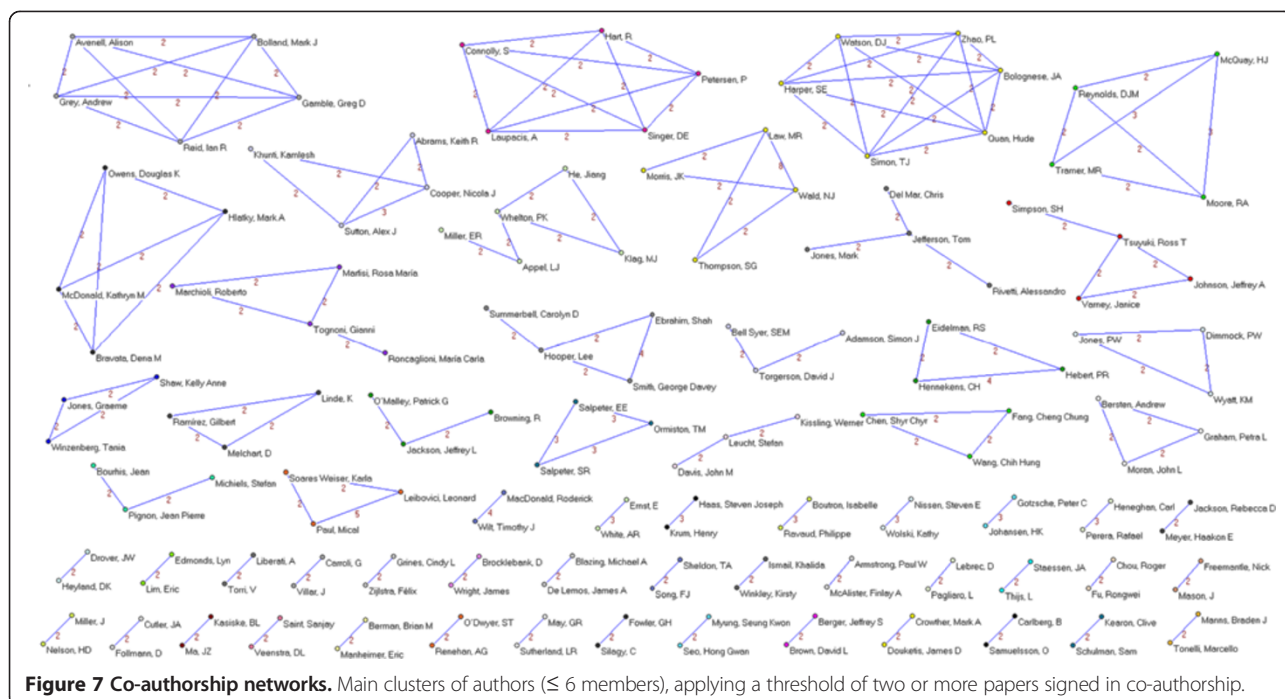 Avenell, Alison
Bolland, Mark J
Grey, Andrew
Gamble, Greg D
Reid, Ian R
Connolly, S
Hart, R
Petersen, P
Laupacis, A
Singer, DE
Watson, DJ
Zhao, PL
Bolognese, JA
Harper, SE
Quan, Hude
Simon, TJ
McQuay, HJ
Reynolds, DJM
Tramer, MR
Moore, RA
Owens, Douglas K
Hlatky, Mark A
McDonald, Kathryn M
Bravata, Dena M
Khunti, Kamlesh
Abrams, Keith R
Cooper, Nicola J
Sutton, Alex J
He, Jiang
Whelton, PK
Miller, ER
Appel, LJ
Klag, MJ
Law, MR
Morris, JK
Wald, NJ
Thompson, SG
Del Mar, Chris
Jefferson, Tom
Jones, Mark
Rivetti, Alessandro
Simpson, SH
Tsuyuki, Ross T
Johnson, Jeffrey A
Varney, Janice
Marfisi, Rosa Maria
Marchioli, Roberto
Tognoni, Gianni
Roncaglioni, Maria Carla
Summerbell, Carolyn D
Ebrahim, Shah
Hooper, Lee
Smith, George Davey
Bell Syer, SEM
Adamson, Simon J
Torgerson, David J
Eidelman, RS
Hebert, PR
Hennekens, CH
Jones, PW
Dimmock, PW
Wyatt, KM
Shaw, Kelly Anne
Jones, Graeme
Winzenberg, Tania
Linde, K
Ramirez, Gilbert
Melchart, D
O'Malley, Patrick G
Browning, R
Jackson, Jeffrey L
Salpeter, EE
Ormiston, TM
Salpeter, SR
Kissling, Werner
Leucht, Stefan
Davis, John M
Chen, Shyr Chyr
Fang, Cheng Chung
Wang, Chih Hung
Bersten, Andrew
Graham, Petra L
Moran, John L
Bourhis, Jean
Michiels, Stefan
Pignon, Jean Pierre
Soares Weiser, Karla
Leibovici, Leonard
Paul, Mical
MacDonald, Roderick
Wilt, Timothy J
Ernst, E
White, AR
Haas, Steven Joseph
Krum, Henry
Boutron, Isabelle
Ravaud, Philippe
Nissen, Steven E
Wolski, Kathy
Gotzsche, Peter C
Johansen, HK
Heneghan, Carl
Perera, Rafael
Jackson, Rebecca D
Meyer, Haakon E
Drover, JW
Heyland, DK
Edmonds, Lyn
Lim, Eric
Liberati, A
Torri, V
Carroli, G
Villar, J
Grines, Cindy L
Zijlstra, Félix
Brocklebank, D
Wright, James
Blazing, Michael A
De Lemos, James A
Sheldon, TA
Song, FJ
Ismail, Khalida
Winkley, Kirsty
Armstrong, Paul W
McAlister, Finlay A
Lebrec, D
Pagliaro, L
Staessen, JA
Thijs, L
Chou, Roger
Fu, Rongwei
Freemantle, Nick
Mason, J
Miller, J
Nelson, HD
Cutler, JA
Follmann, D
Kasiske, BL
Ma, JZ
Saint, Sanjay
Veenstra, DL
Berman, Brian M
Manheimer, Eric
O'Dwyer, ST
Renehan, AG
May, GR
Sutherland, LR
Fowler, GH
Silagy, C
Myung, Seung Kwon
Seo, Hong Gwan
Berger, Jeffrey S
Brown, David L
Crowther, Mark A
Douketis, James D
Carlberg, B
Samuelsson, O
Kearon, Clive
Schulman, Sam
Manns, Braden J
Tonelli, Marcello
Figure 7 Co-authorship networks. Main clusters of authors (≤ 6 members), applying a threshold of two or more papers signed in co-authorship.